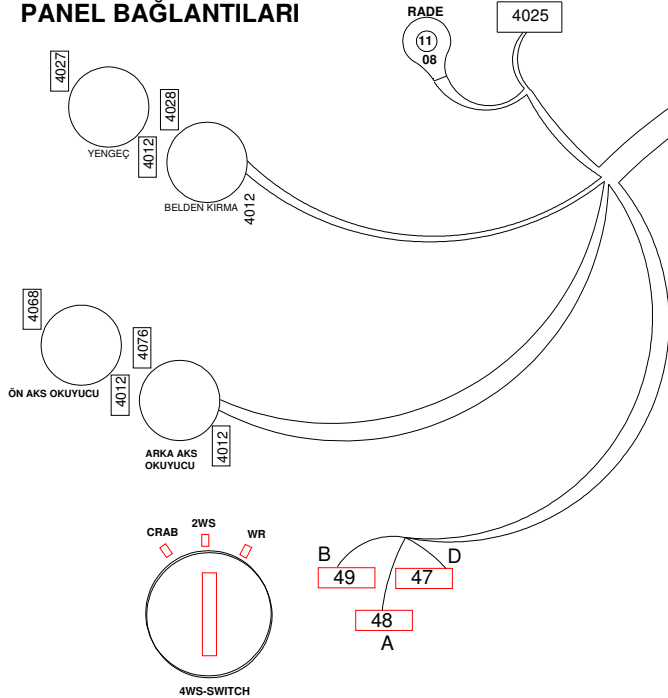 PANEL BAĞLANTILARI
RADE
11
08
4025
4027
4028
4012
YENGEÇ
BELDEN KIRMA
4012
4068
4076
4012
ÖN AKS OKUYUCU
4012
ARKA AKS
OKUYUCU
CRAB
2WS
WR
4WS-SWITCH
B
D
49
47
48
A